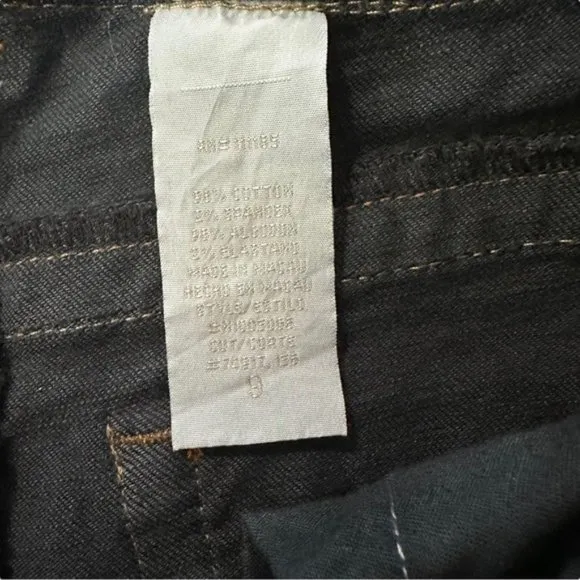 98% COTTON
2% SPANDEX
98% ALGODON
2% ELASTANO
MADE IN MACAU
HECHO EN MACAU
STYLE/ESTILO
CUT/CORTE
9